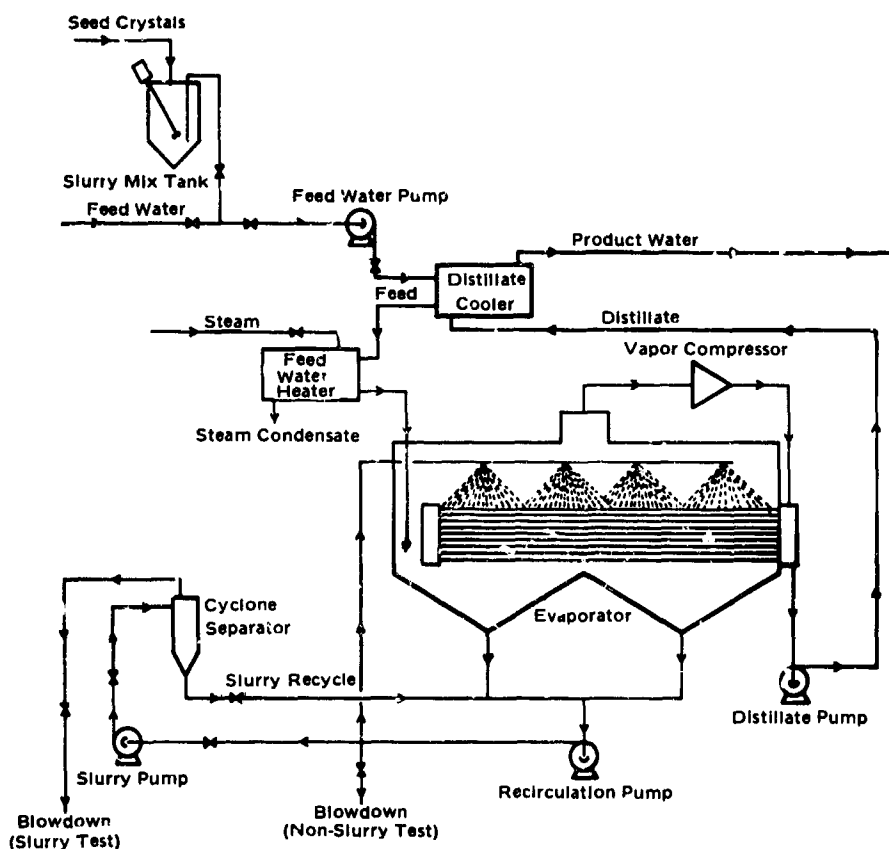 Seed Crystals
Slurry Mix Tank
Feed Water
Feed Water Pump
Product Water
Distillate
Cooler
Feed
Steam
Distillate
Vapor Compressor
Feed
Water
Heater
Steam Condensate
Cyclone
Separator
Evaporator
Slurry Recycle
Distillate Pump
Slurry Pump
Recirculation Pump
Blowdown
(Slurry Test)
Blowdown
(Non-Slurry Test)